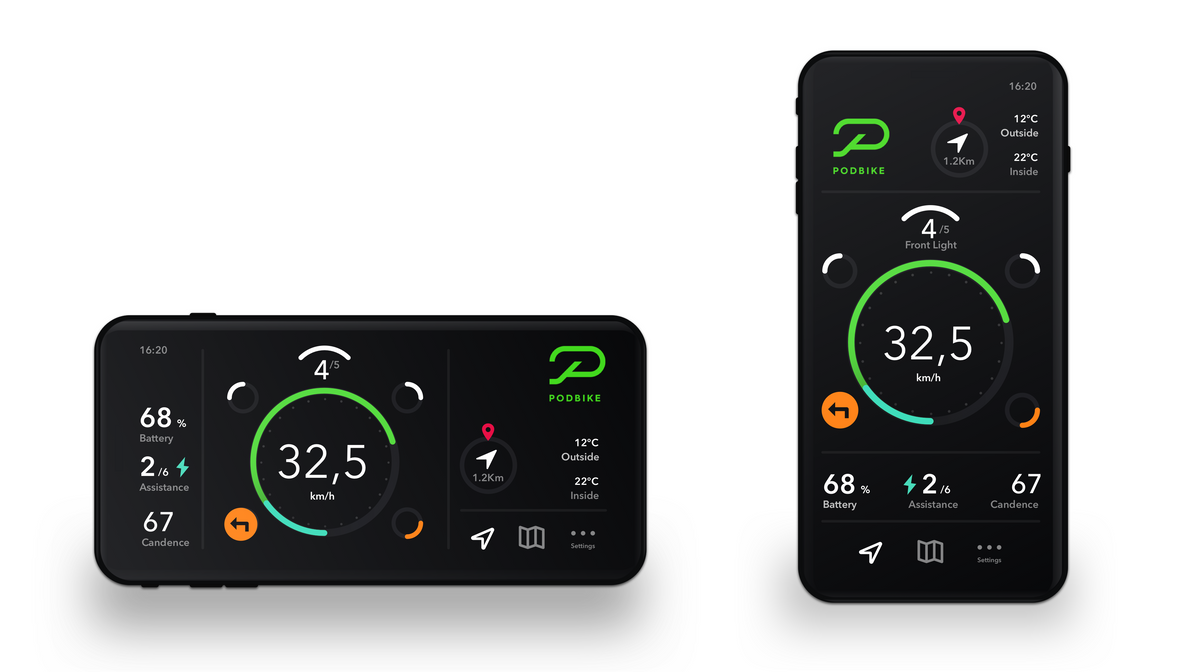 16:20
68 %
Battery
2/6
Assistance
67
Candence
4/5
32,5
km/h
PODBIKE
1.2Km
12°C
Outside
22°C
Inside
Settings
16:20
PODBIKE
1.2Km
12°C
Outside
22°C
Inside
4/5
Front Light
32,5
km/h
68 %
Battery
2/6
Assistance
67
Candence
Settings